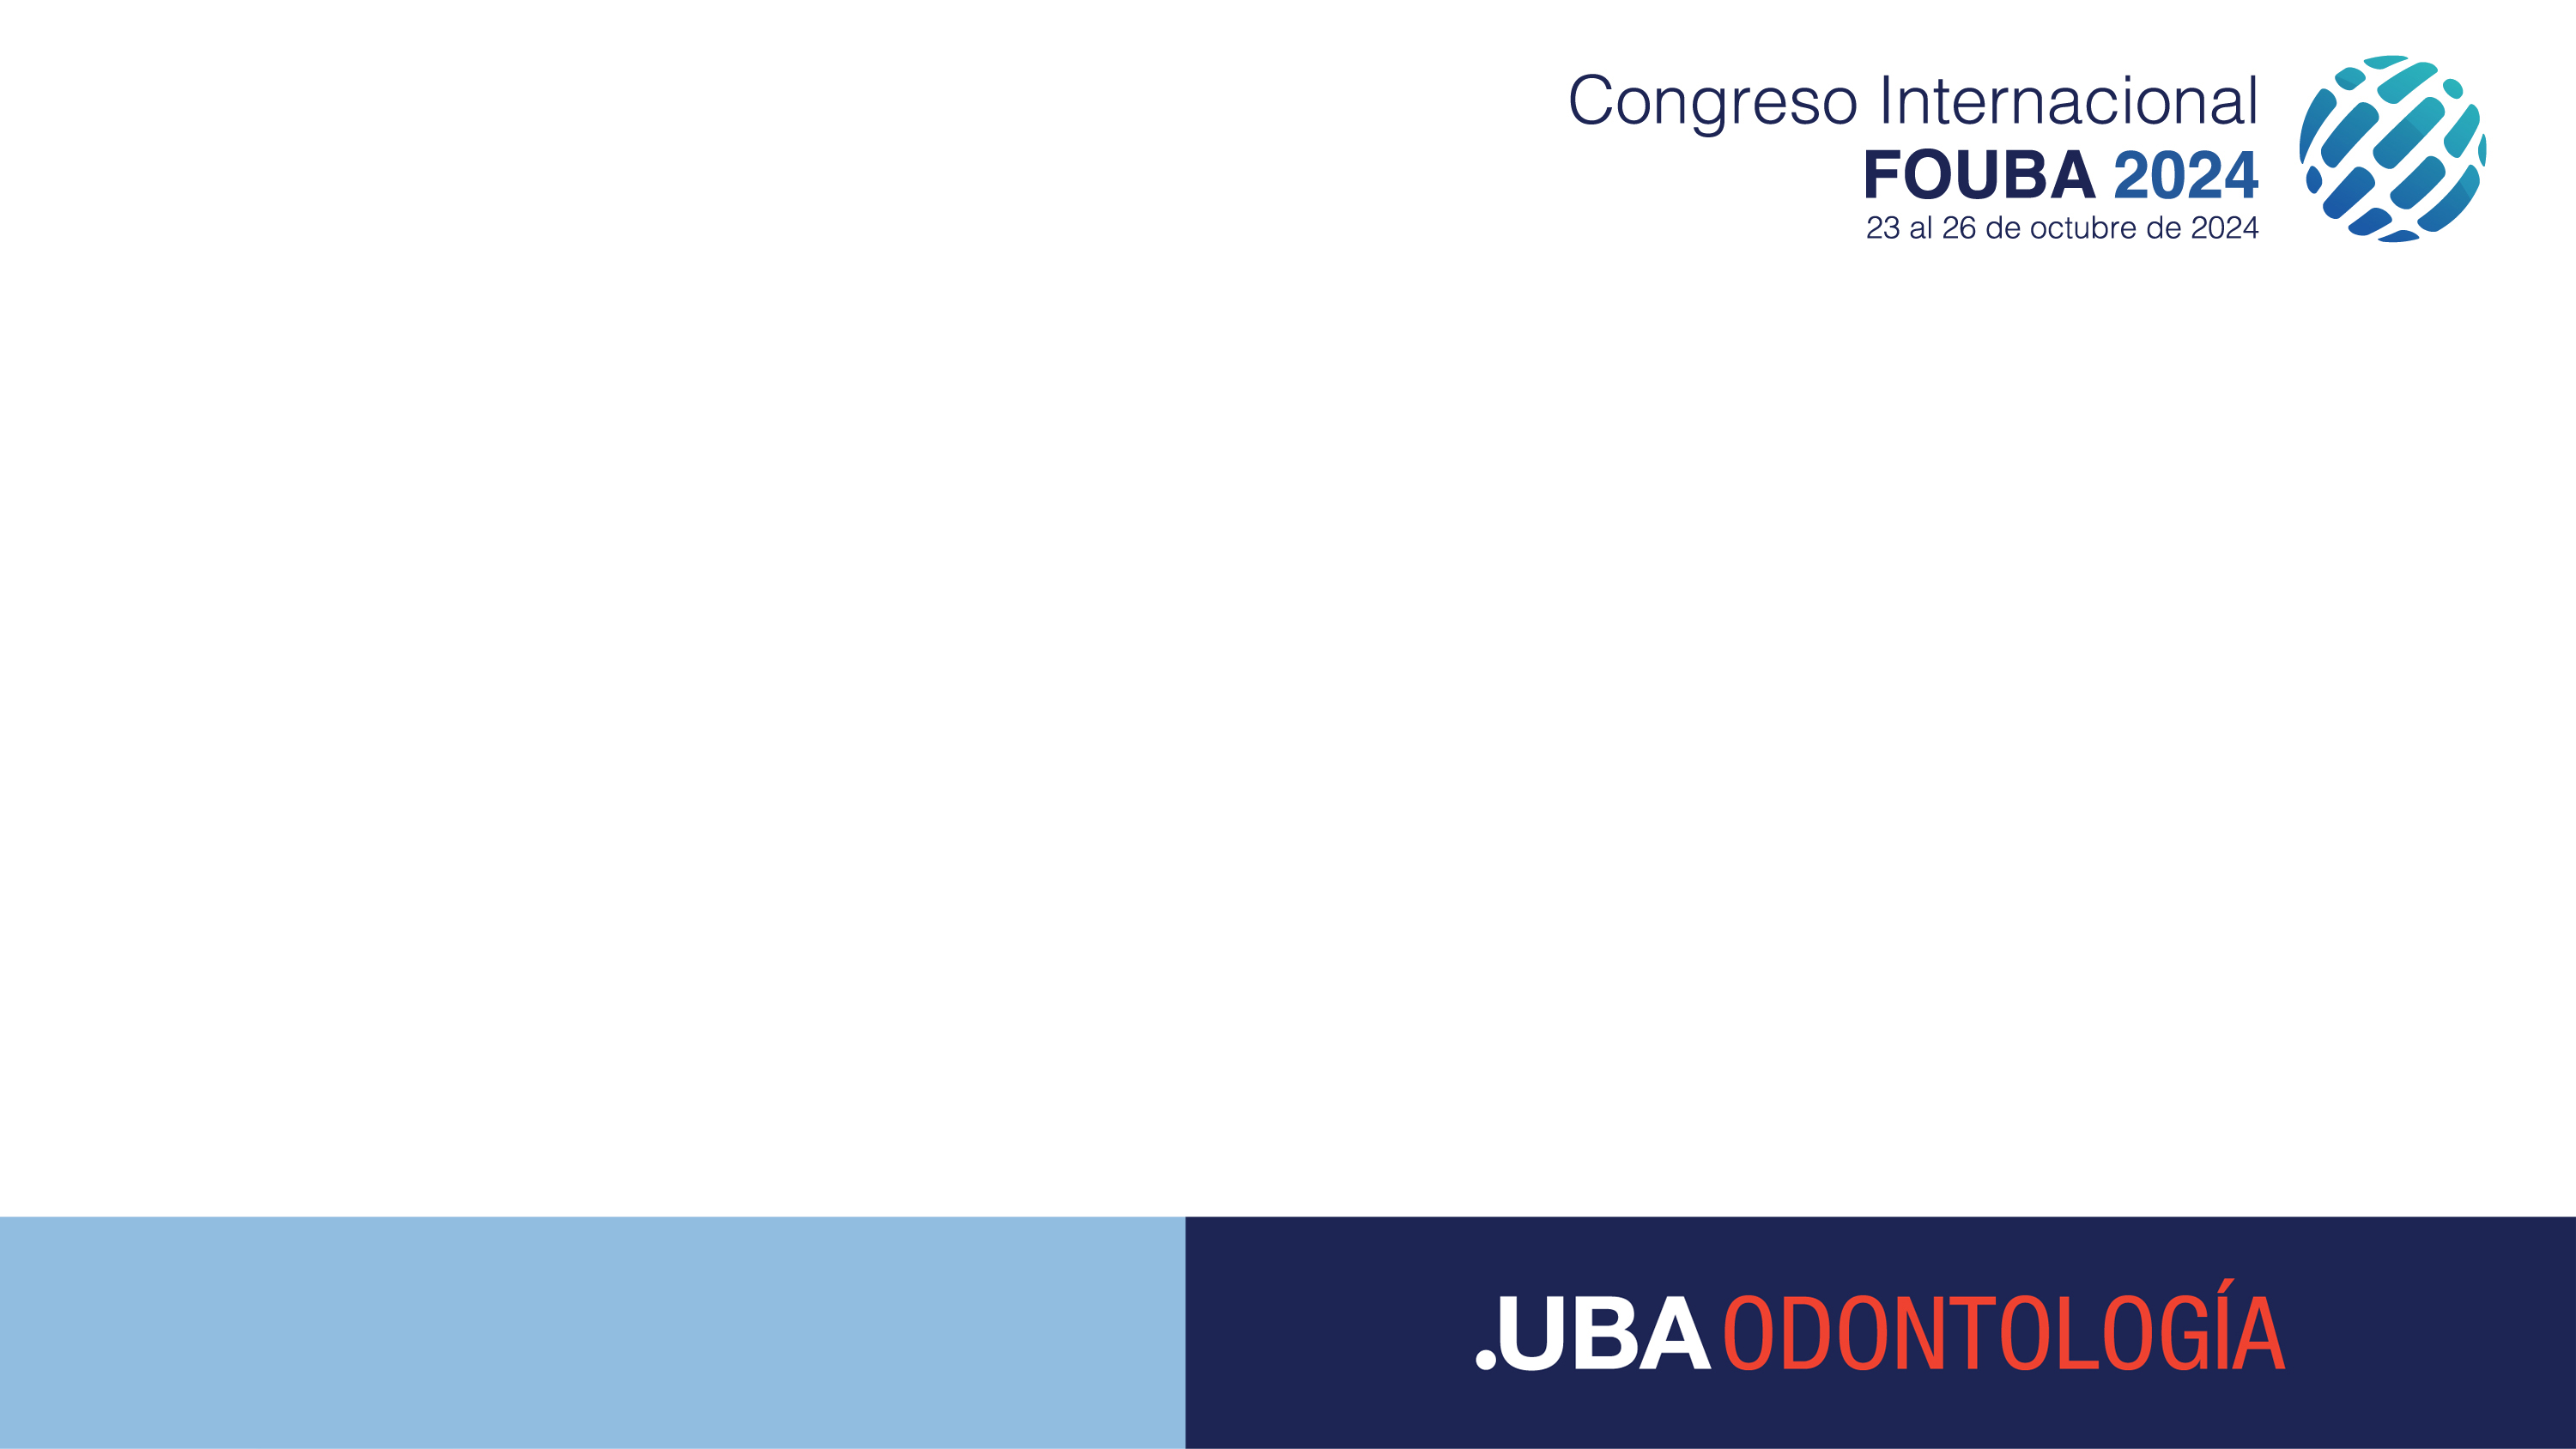 Congreso Internacional
FOUBA 2024
23 al 26 de octubre de 2024
.UBA ODONTOLOGÍA